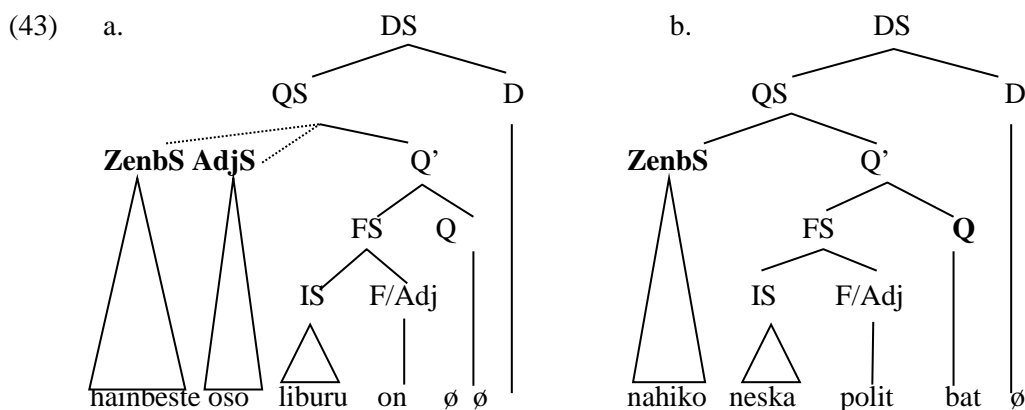 (43) a. DS b. DS
QS D QS D
ZenbS AdjS Q’ ZenbS Q’
FS Q FS Q
IS F/Adj IS F/Adj
hainbeste oso liburu on ø ø nahiko neska polit bat ø